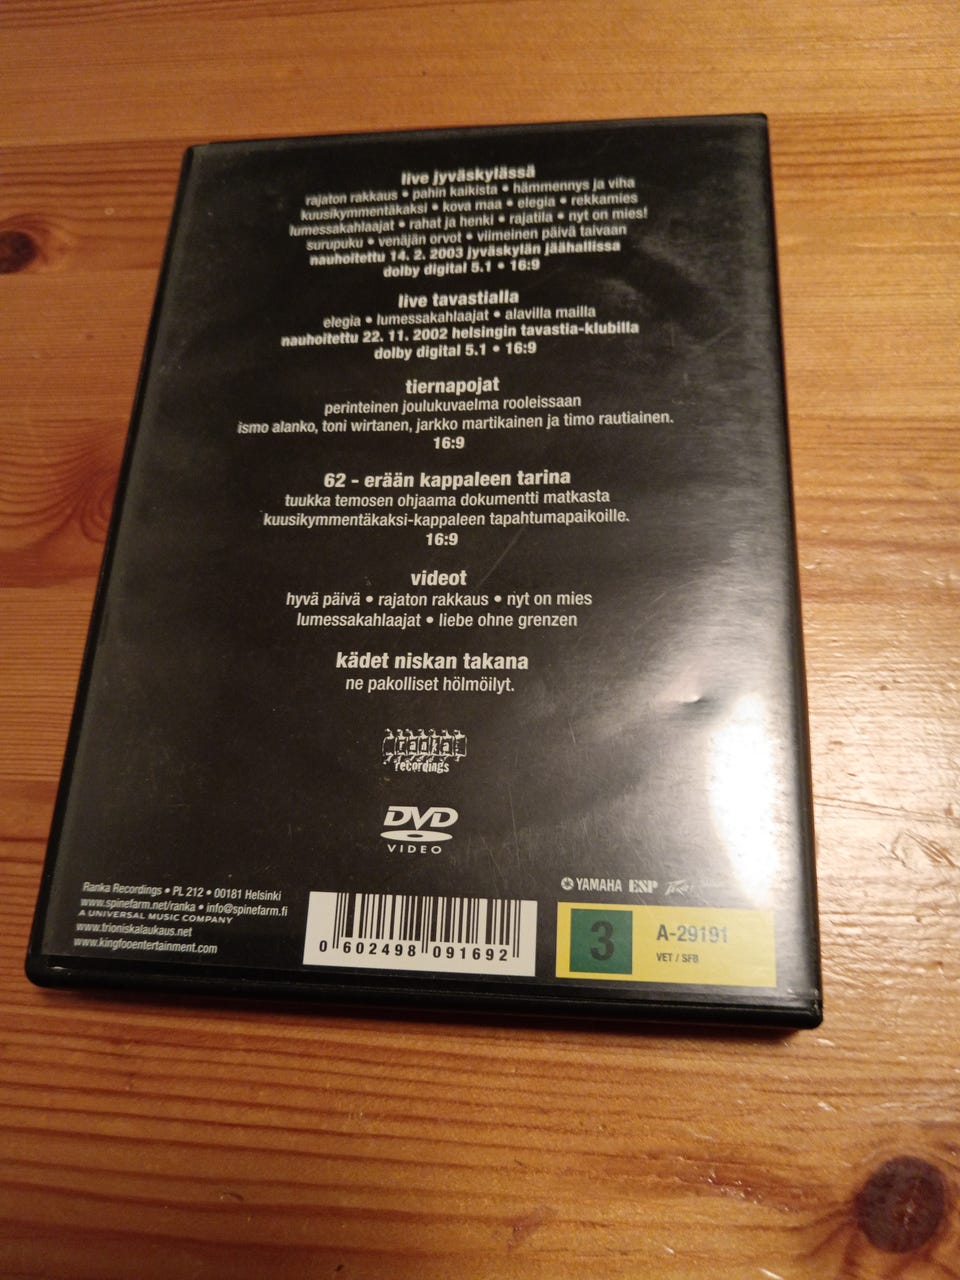 live jyväskylässä
rajaton rakkaus • pahin kaikista • hämmennys ja viha
kuusikymmentäkaksi • kova maa • elegia • rekkamies
lumessakahlaajat • rahat ja henki • rajatila • nyt on mies!
surupuku • venäjän orvot • viimeinen päivä taivaan
nauhoitettu 14. 2. 2003 jyväskylän jäähallissa
dolby digital 5.1 • 16:9
live tavastialla
elegia • lumessakahlaajat • alavilla mailla
nauhoitettu 22. 11. 2002 helsingin tavastia-klubilla
dolby digital 5.1 • 16:9
tiernapojat
perinteinen joulukuvaelma rooleissaan
ismo alanko, toni wirtanen, jarkko martikainen ja timo rautiainen.
16:9
62 - erään kappaleen tarina
tuukka temosen ohjaama dokumentti matkasta
kuusikymmentäkaksi-kappaleen tapahtumapaikoille.
16:9
videot
hyvä päivä • rajaton rakkaus • nyt on mies
lumessakahlaajat • liebe ohne grenzen
kädet niskan takana
ne pakolliset hölmöilyt.
ranka
recordings
DVD
VIDEO
Ranka Recordings • PL 212 • 00181 Helsinki
www.spinefarm.net/ranka • info@spinefarm.fi
A UNIVERSAL MUSIC COMPANY
www.trioniskalaukaus.net
www.kingfooentertainment.com
0 602498 091692
YAMAHA ESP Peavey
3 A-29191
VET / SFB